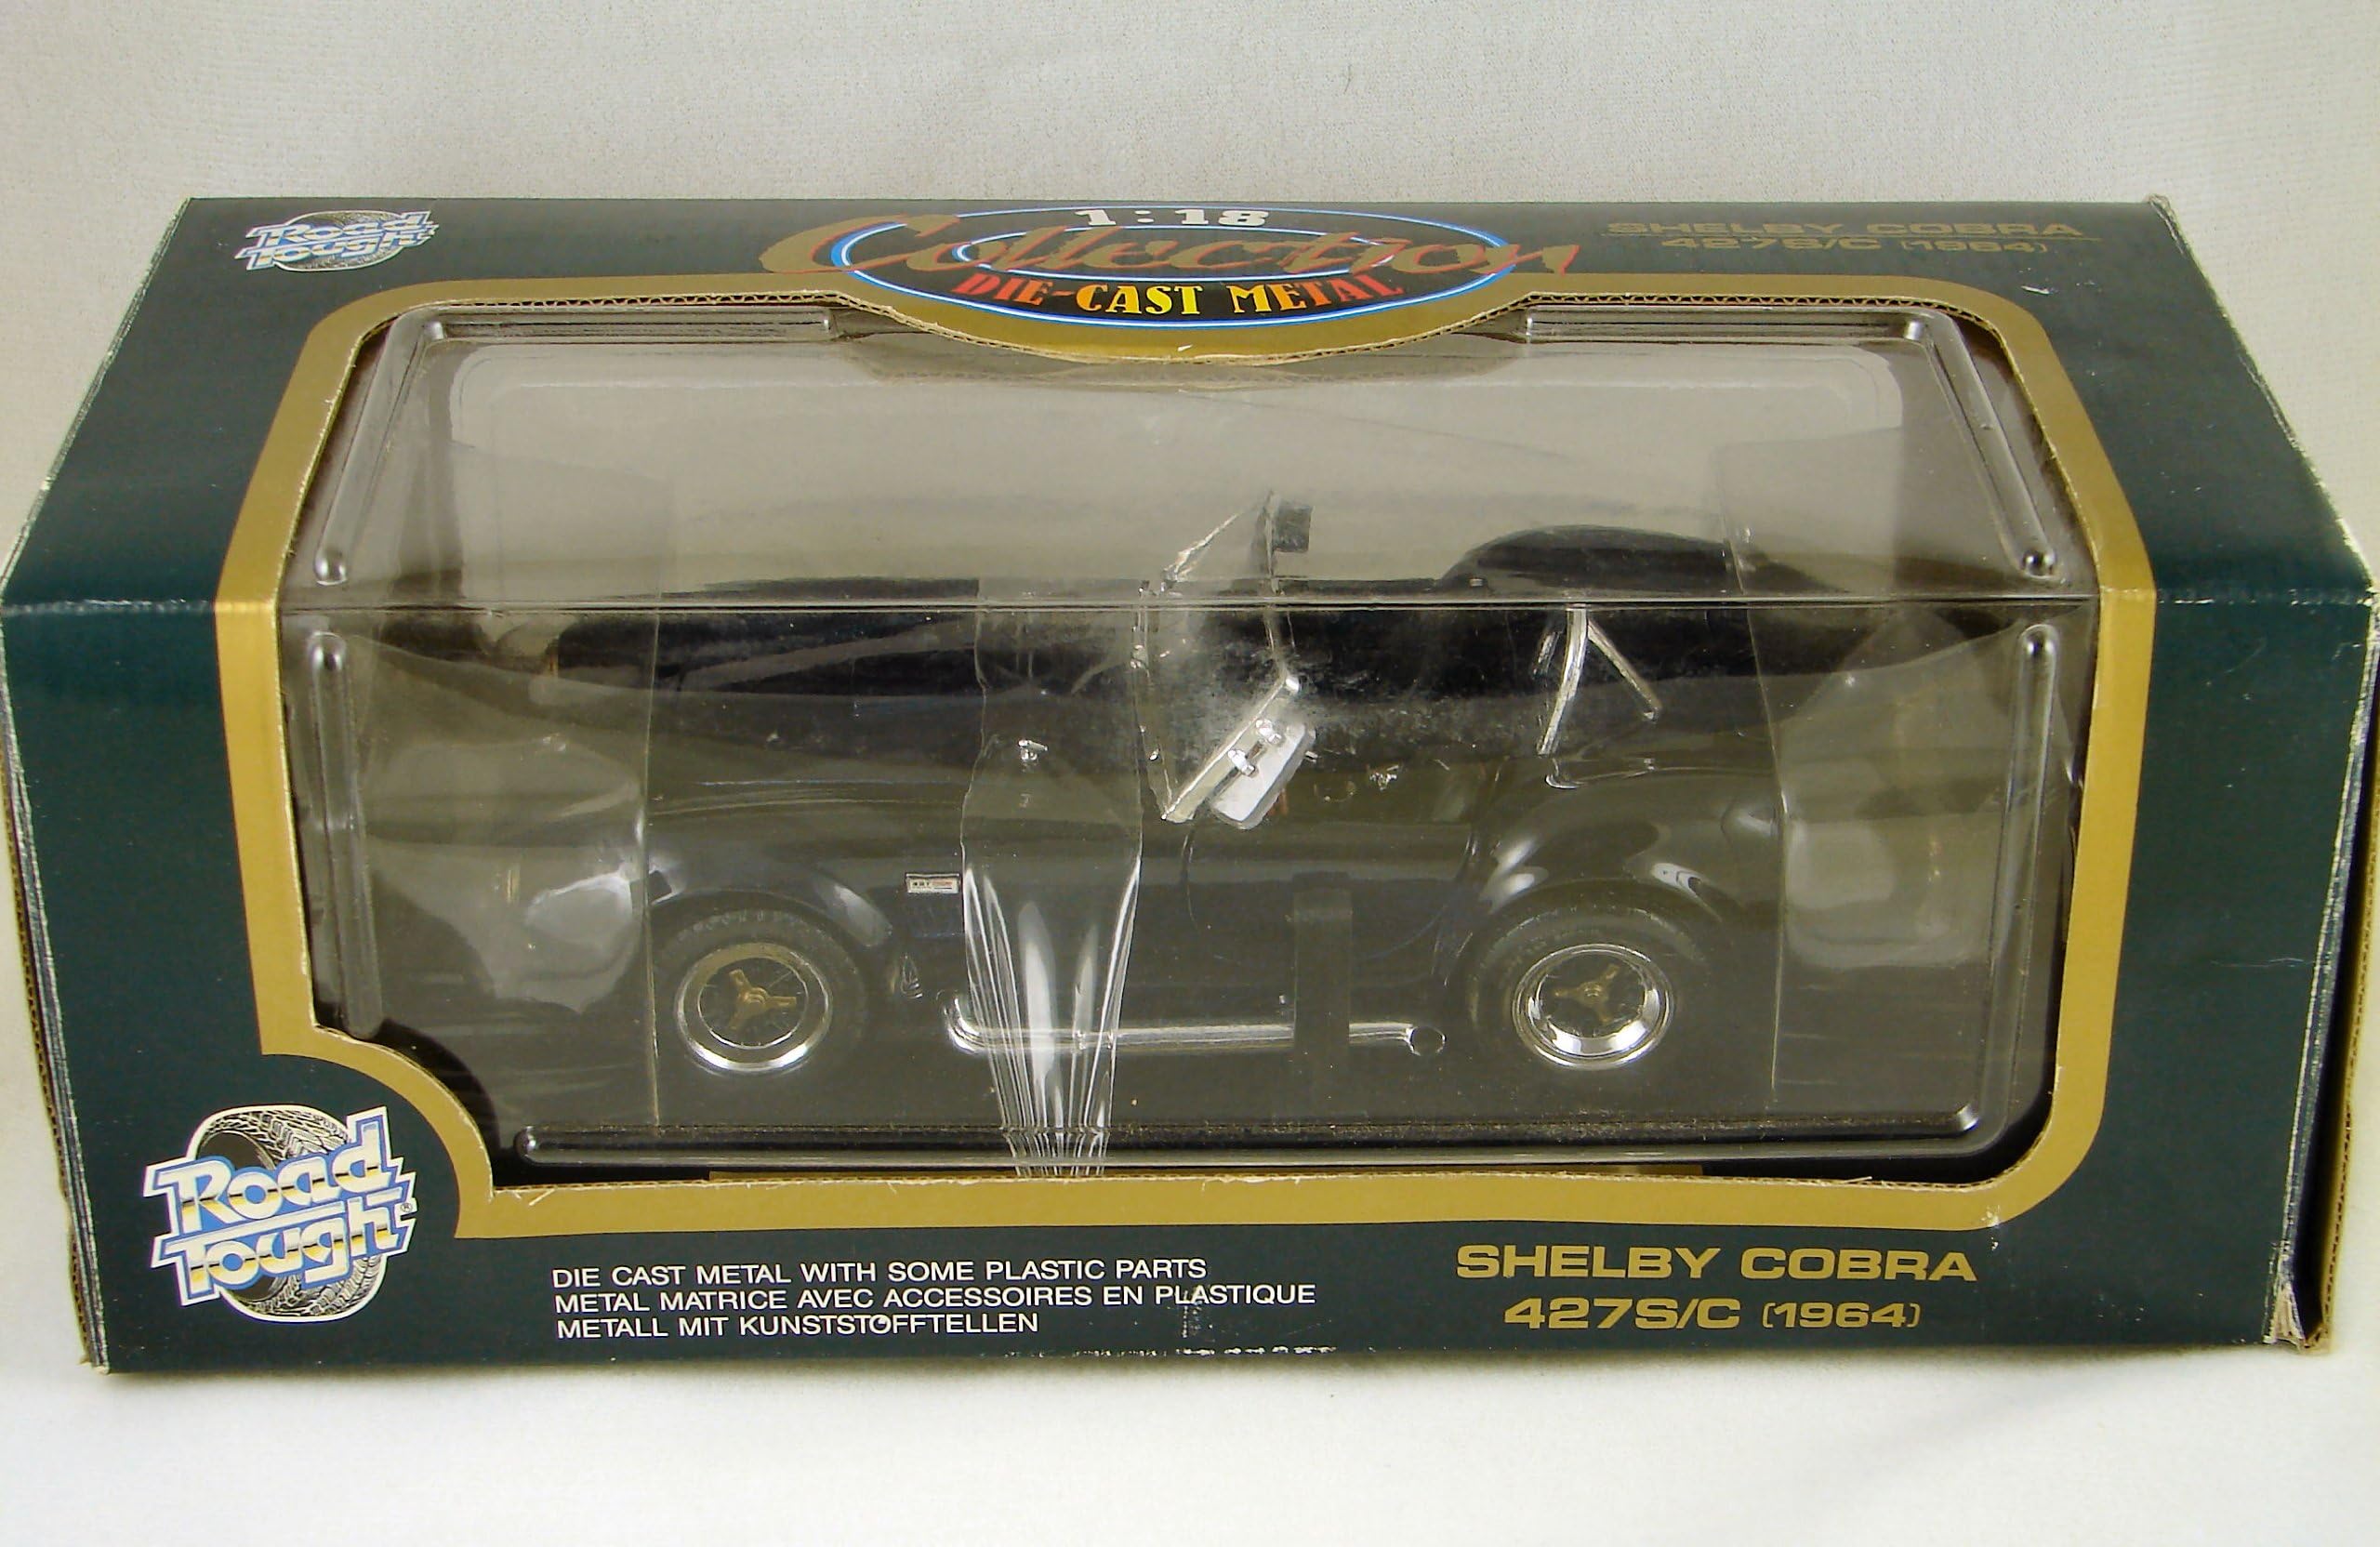 Road
Tough
1:18
Collection
DIE-CAST METAL
SHELBY COBRA
427S/C (1964)
Road
Tough®
DIE CAST METAL WITH SOME PLASTIC PARTS
METAL MATRICE AVEC ACCESSOIRES EN PLASTIQUE
METALL MIT KUNSTSTOFFTELLEN
SHELBY COBRA
427S/C (1964)